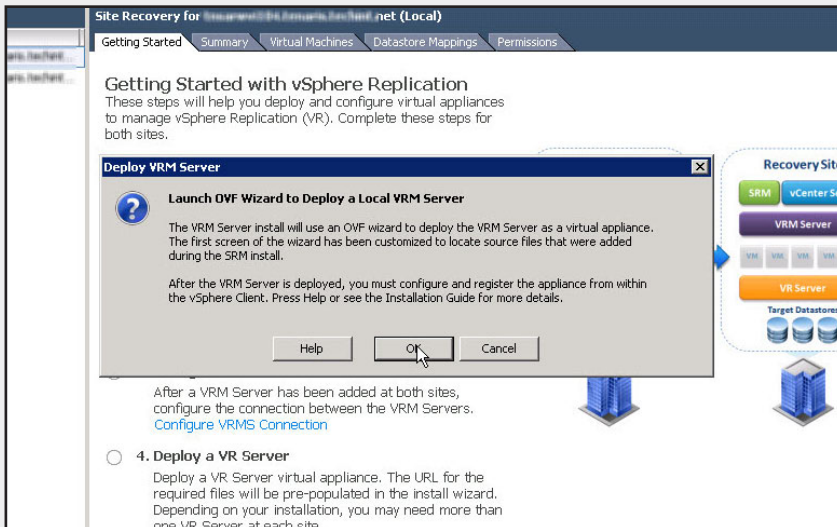 Site Recovery for .net (Local)
Getting Started Summary Virtual Machines Datastore Mappings Permissions
Getting Started with vSphere Replication
These steps will help you deploy and configure virtual appliances
to manage vSphere Replication (VR). Complete these steps for
both sites.
Deploy VRM Server
Launch OVF Wizard to Deploy a Local VRM Server
The VRM Server install will use an OVF wizard to deploy the VRM Server as a virtual appliance.
The first screen of the wizard has been customized to locate source files that were added
during the SRM install.
After the VRM Server is deployed, you must configure and register the appliance from within
the vSphere Client. Press Help or see the Installation Guide for more details.
Help OK Cancel
Recovery Site
SRM vCenter Se
VRM Server
VM VM VM VM
VR Server
Target Datastores
After a VRM Server has been added at both sites,
configure the connection between the VRM Servers.
Configure VRMS Connection
4. Deploy a VR Server
Deploy a VR Server virtual appliance. The URL for the
required files will be pre-populated in the install wizard.
Depending on your installation, you may need more than
one VR Server at each site.